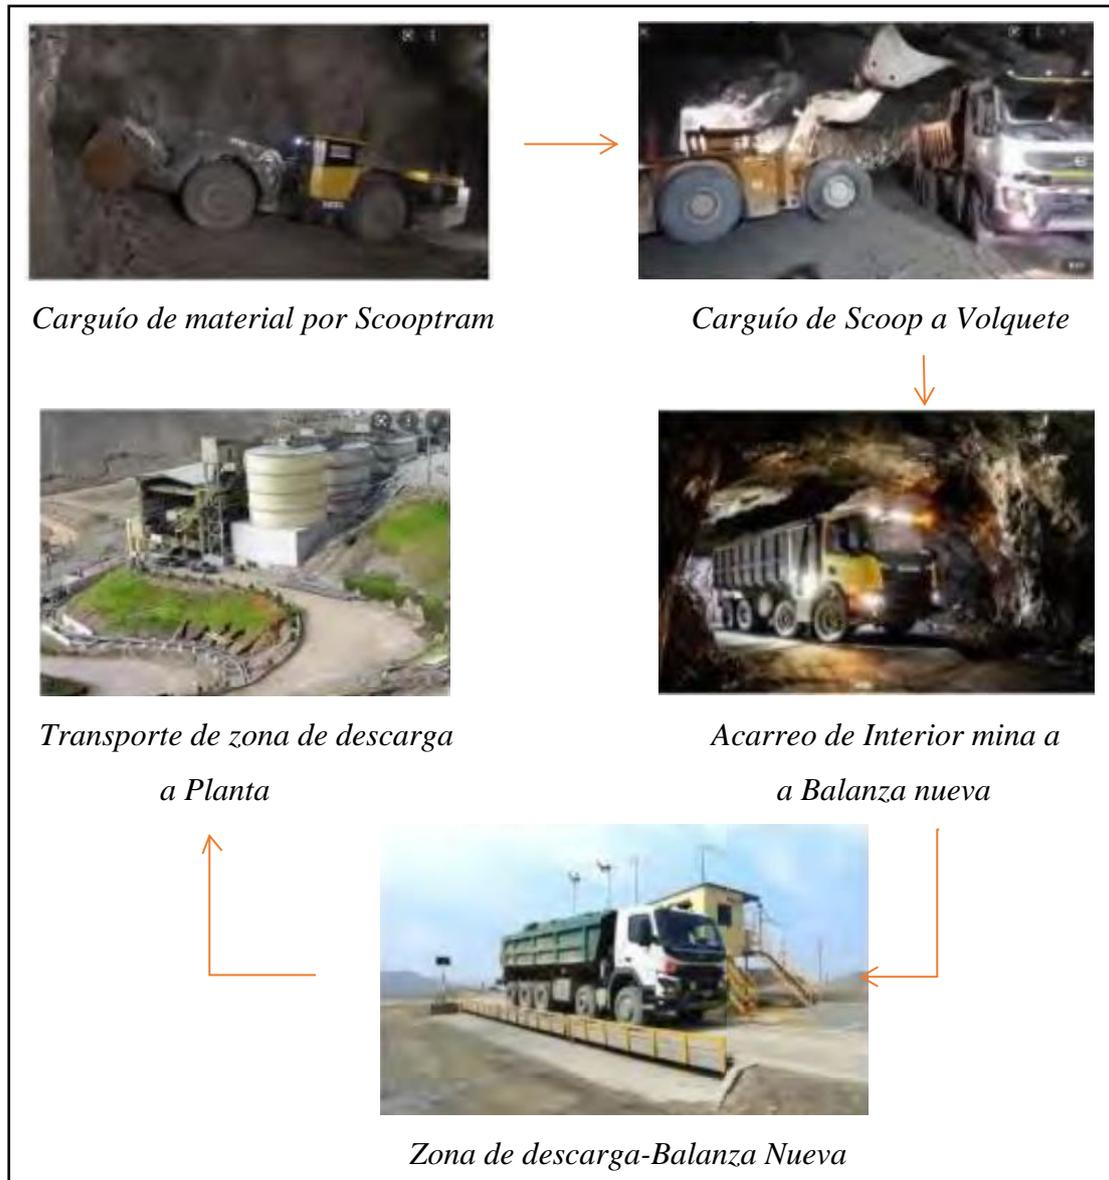 Carguío de material por Scooptram
Carguío de Scoop a Volquete
Acarreo de Interior mina a
a Balanza nueva
Zona de descarga-Balanza Nueva
Transporte de zona de descarga
a Planta